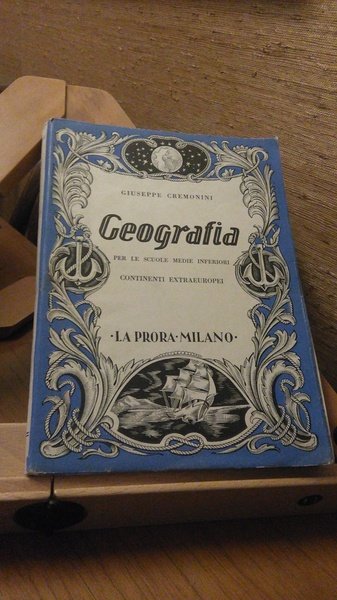 GIUSEPPE CREMONINI
Geografia
PER LE SCUOLE MEDIE INFERIORI
CONTINENTI EXTRAEUROPEI
·LA PRORA·MILANO·